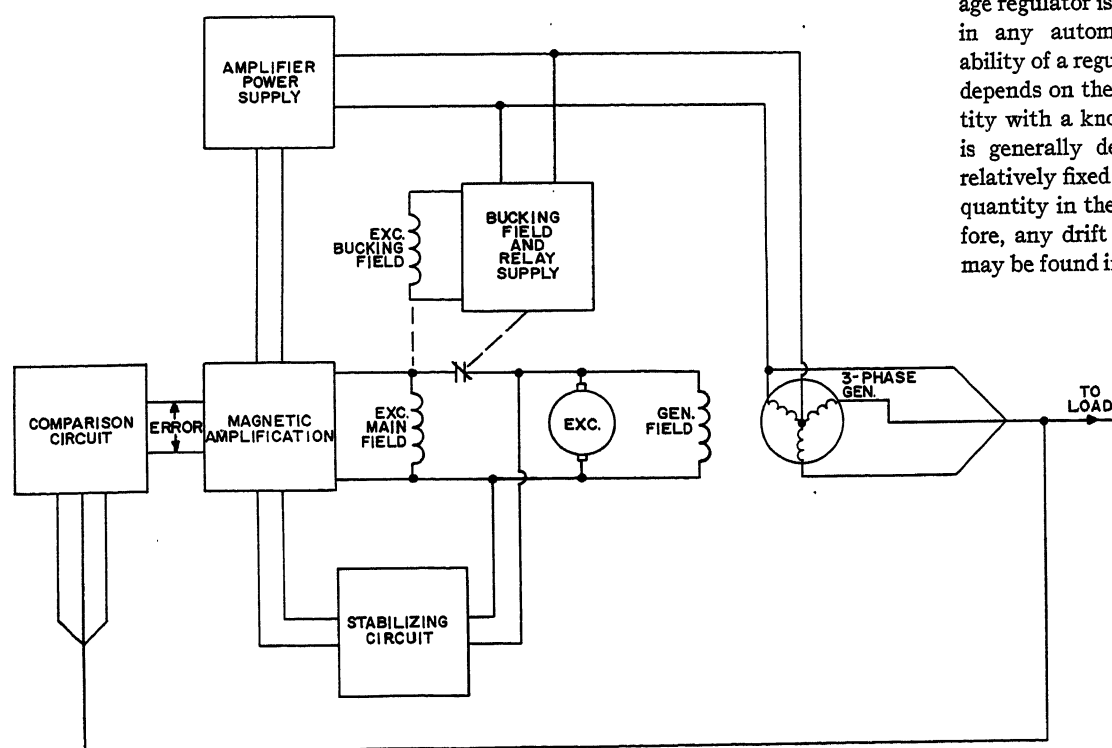 AMPLIFIER
POWER
SUPPLY
EXC.
BUCKING
FIELD
BUCKING
FIELD
AND
RELAY
SUPPLY
COMPARISON
CIRCUIT
ERROR
MAGNETIC
AMPLIFICATION
EXC.
MAIN
FIELD
EXC.
GEN.
FIELD
3-PHASE
GEN.
TO
LOAD
STABILIZING
CIRCUIT
age regulator is
in any autom
ability of a regu
depends on the
tity with a kno
is generally de
relatively fixed
quantity in the
fore, any drift
may be found i